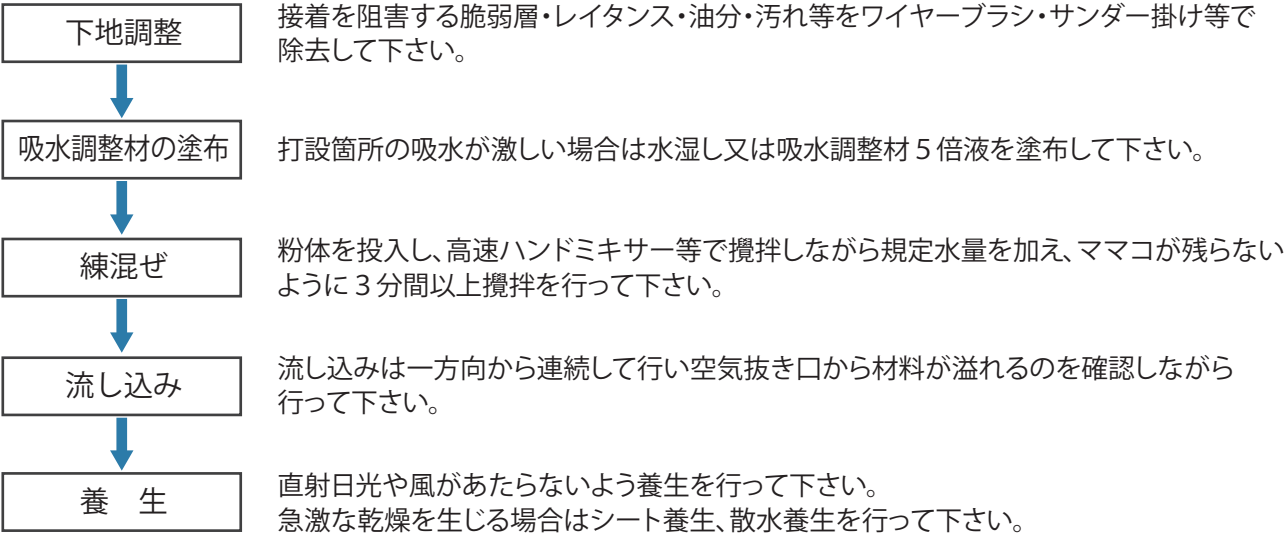 下地調整
接着を阻害する脆弱層・レイタンス・油分・汚れ等をワイヤーブラシ・サンダー掛け等で
除去して下さい。
吸水調整材の塗布
打設箇所の吸水が激しい場合は水湿し又は吸水調整材５倍液を塗布して下さい。
練混ぜ
粉体を投入し、高速ハンドミキサー等で攪拌しながら規定水量を加え、ママコが残らない
ように３分間以上攪拌を行って下さい。
流し込み
流し込みは一方向から連続して行い空気抜き口から材料が溢れるのを確認しながら
行って下さい。
養　生
直射日光や風があたらないよう養生を行って下さい。
急激な乾燥を生じる場合はシート養生、散水養生を行って下さい。